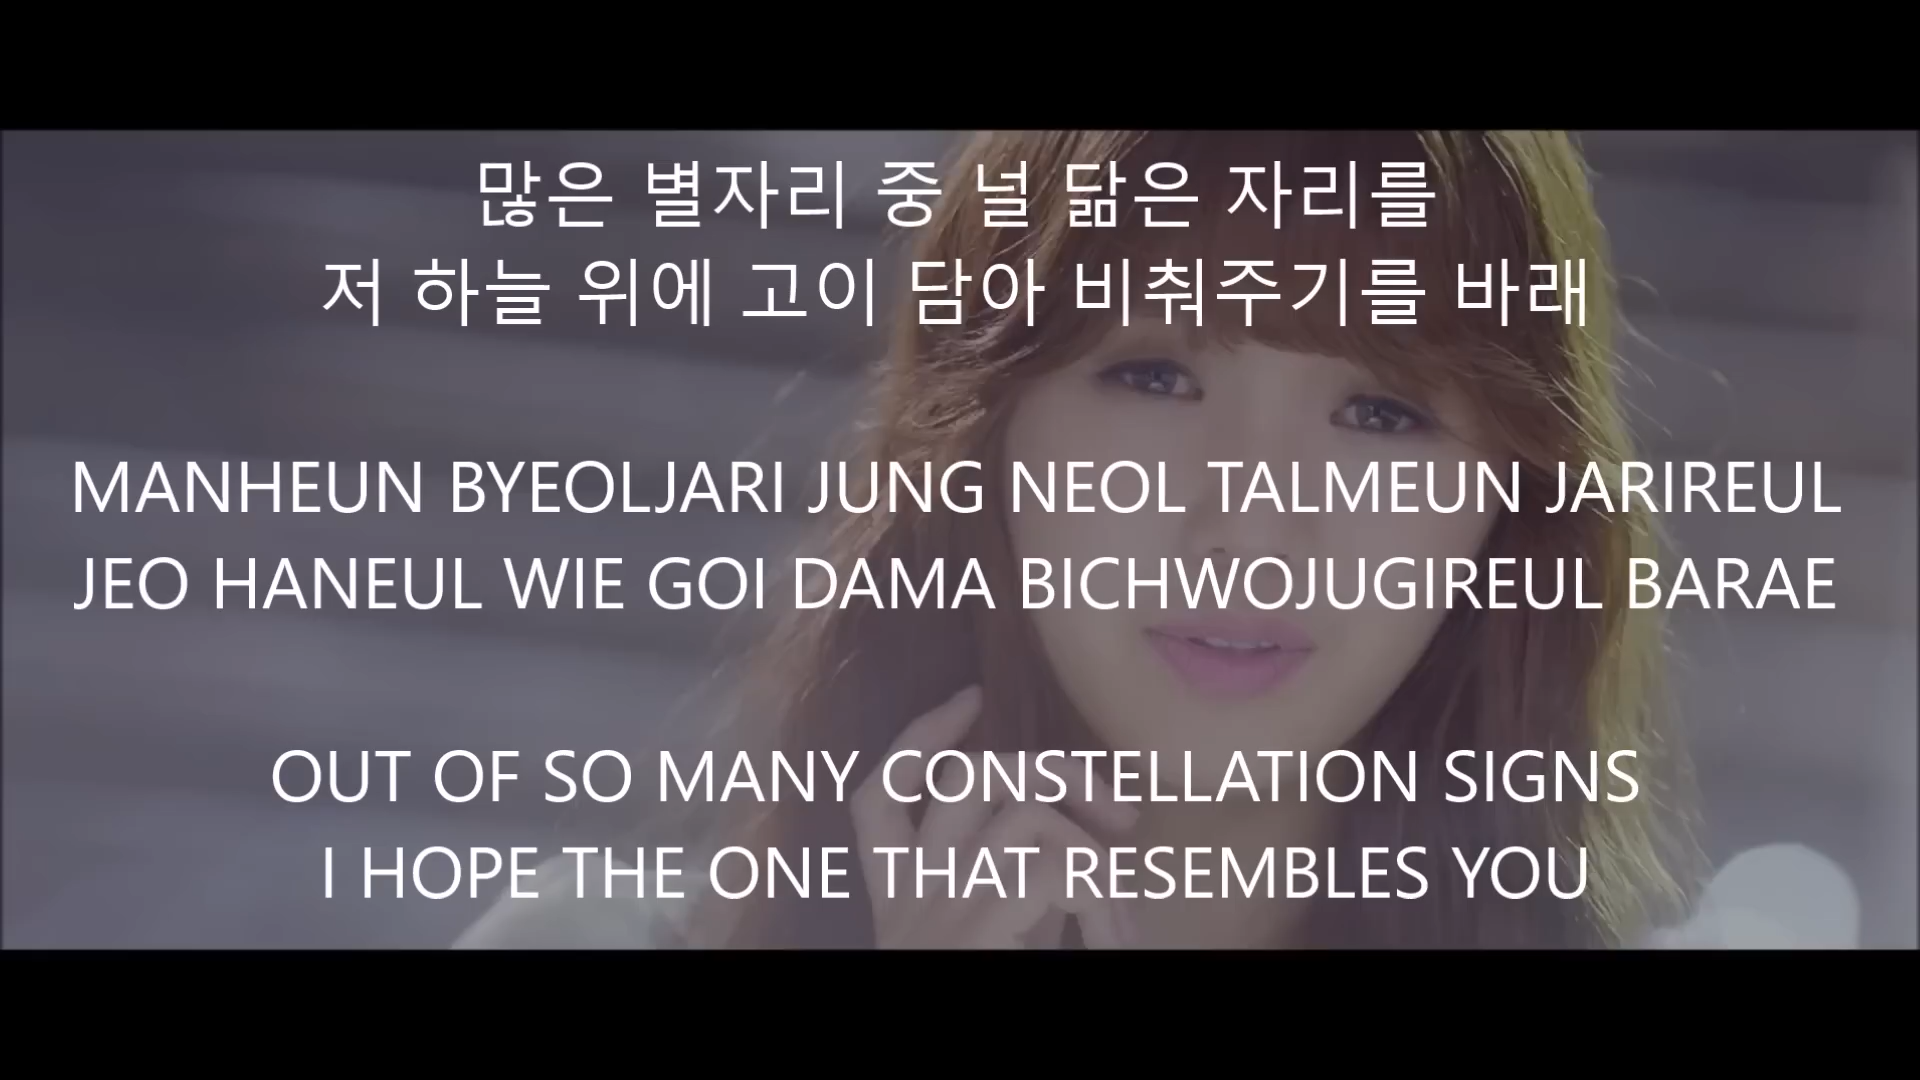 많은 별자리 중 널 닮은 자리를
저 하늘 위에 고이 담아 비춰주기를 바래
MANHEUN BYEOLJARI JUNG NEOL TALMEUN JARIREUL
JEO HANEUL WIE GOI DAMA BICHWOJUGIREUL BARAE
OUT OF SO MANY CONSTELLATION SIGNS
I HOPE THE ONE THAT RESEMBLES YOU